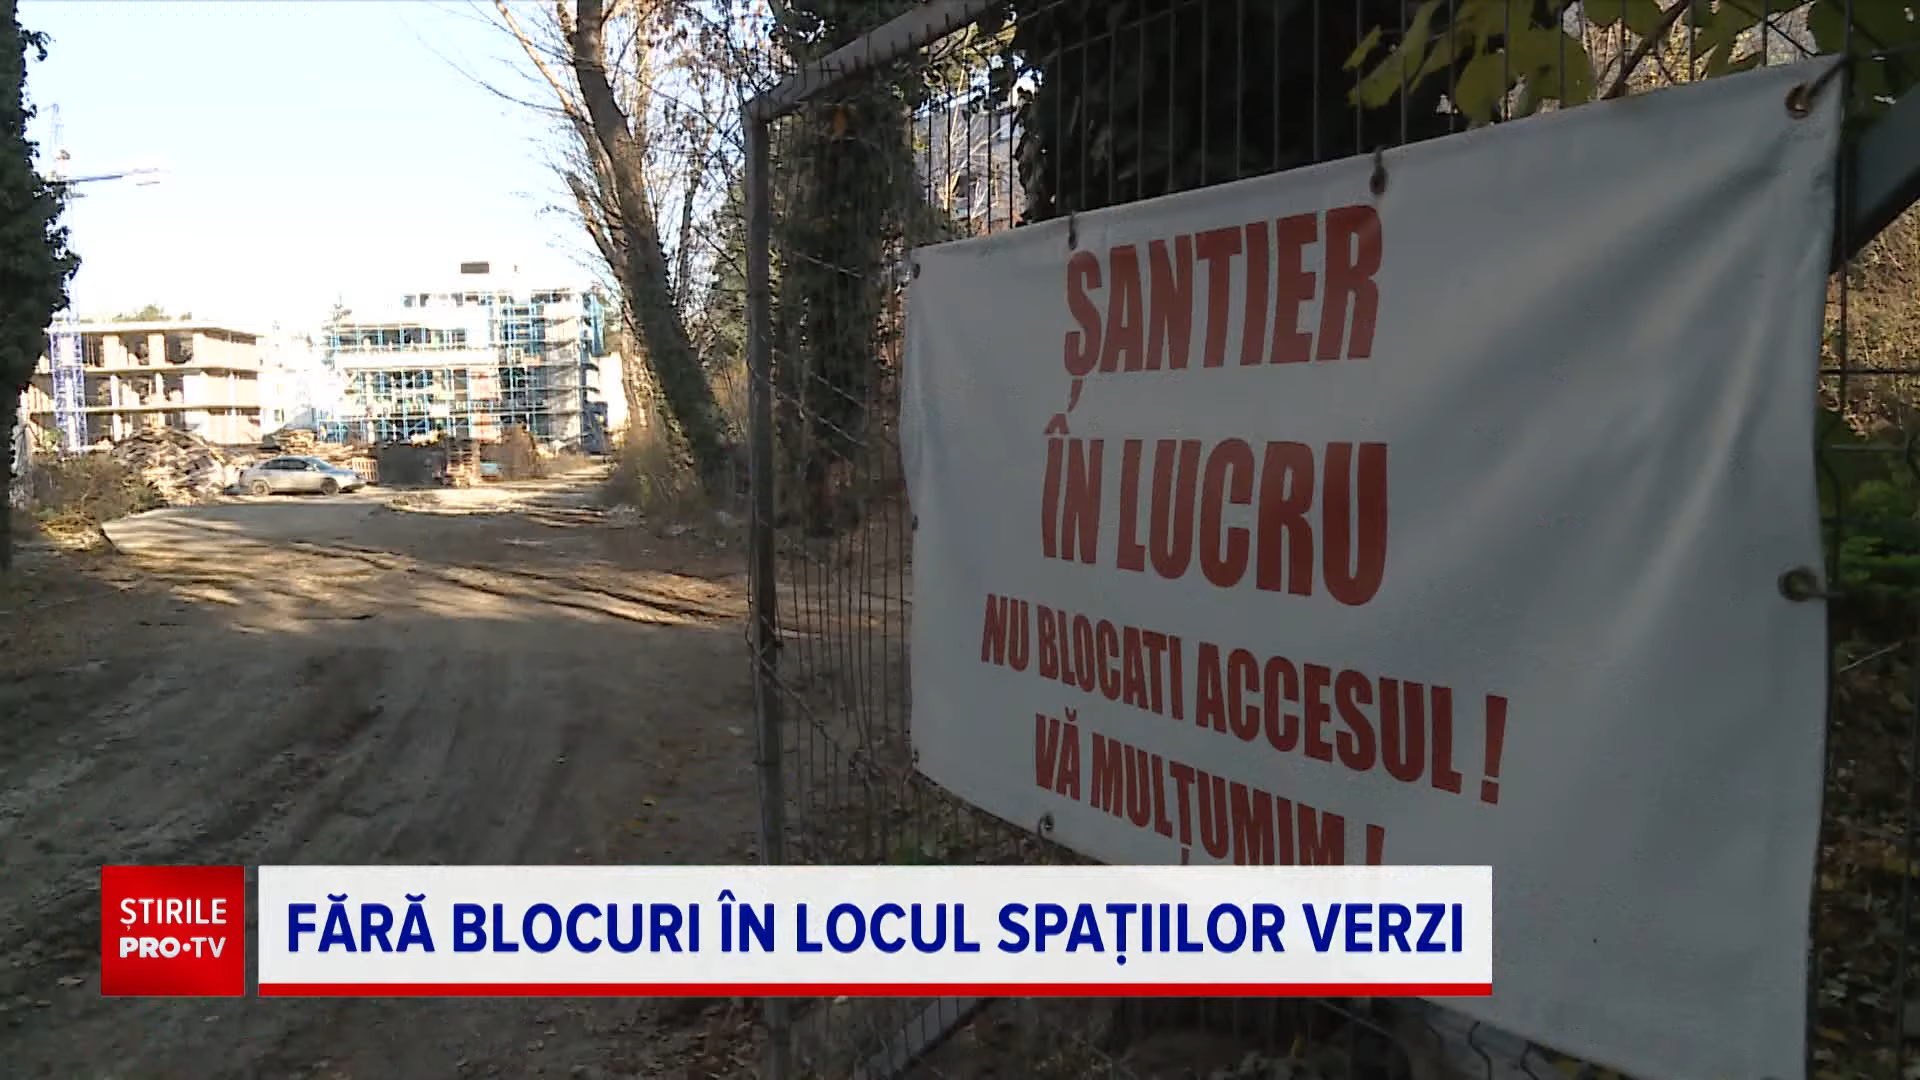 ȘANTIER
ÎN LUCRU
NU BLOCATI ACCESUL !
VĂ MULȚUMIM !
ȘTIRILE
PRO•TV
FĂRĂ BLOCURI ÎN LOCUL SPAȚIILOR VERZI